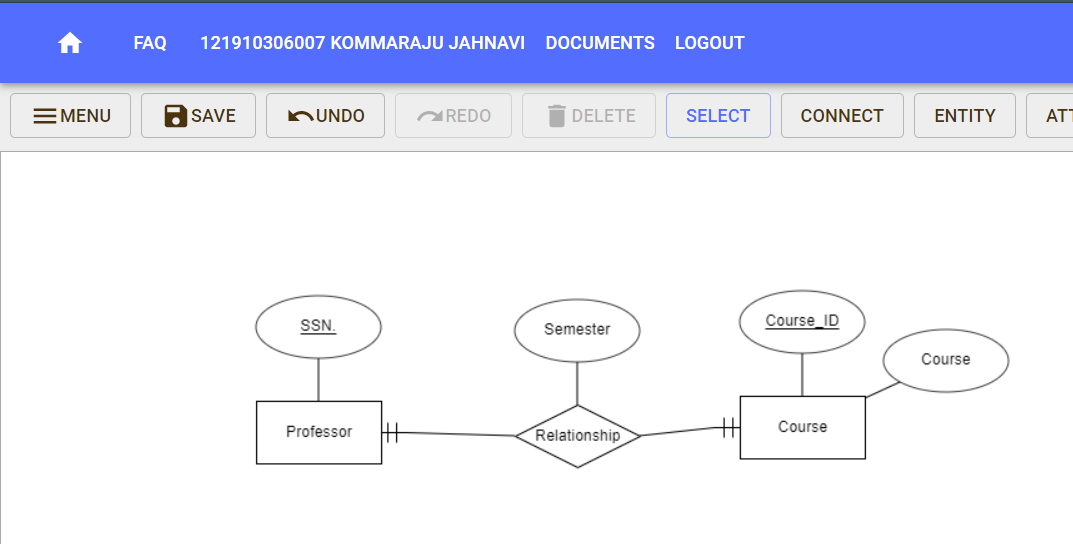 FAQ 121910306007 KOMMARAJU JAHNAVI DOCUMENTS LOGOUT
MENU SAVE UNDO REDO DELETE SELECT CONNECT ENTITY ATT
SSN.
Semester
Course_ID
Course
Professor
Relationship
Course